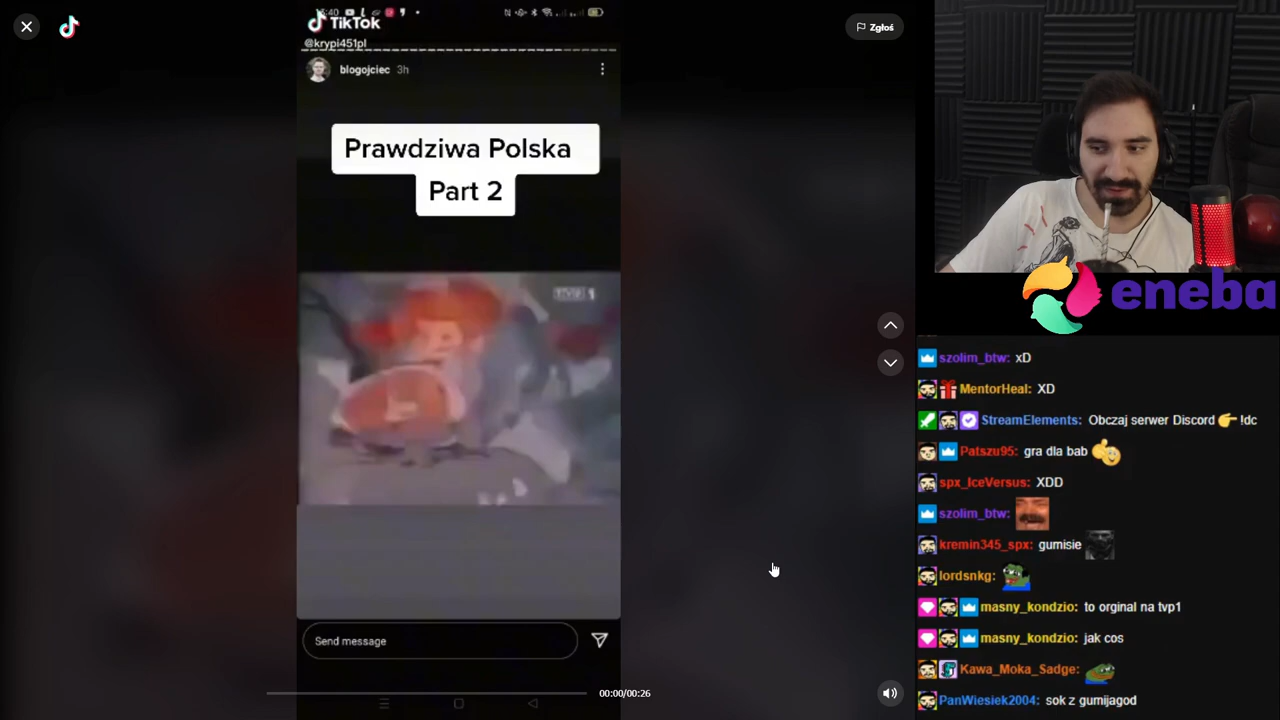 TikTok
@krypi451pl
blogojciec 3h
Prawdziwa Polska
Part 2
Send message
00:00/00:26
Zgłoś
eneba
szolim_btw: xD
MentorHeal: XD
StreamElements: Obczaj serwer Discord !dc
Patszu95: gra dla bab
spx_IceVersus: XDD
szolim_btw:
kremin345_spx: gumisie
lordsnkg:
masny_kondzio: to orginal na tvp1
masny_kondzio: jak cos
Kawa_Moka_Sadge:
PanWiesiek2004: sok z gumijagod